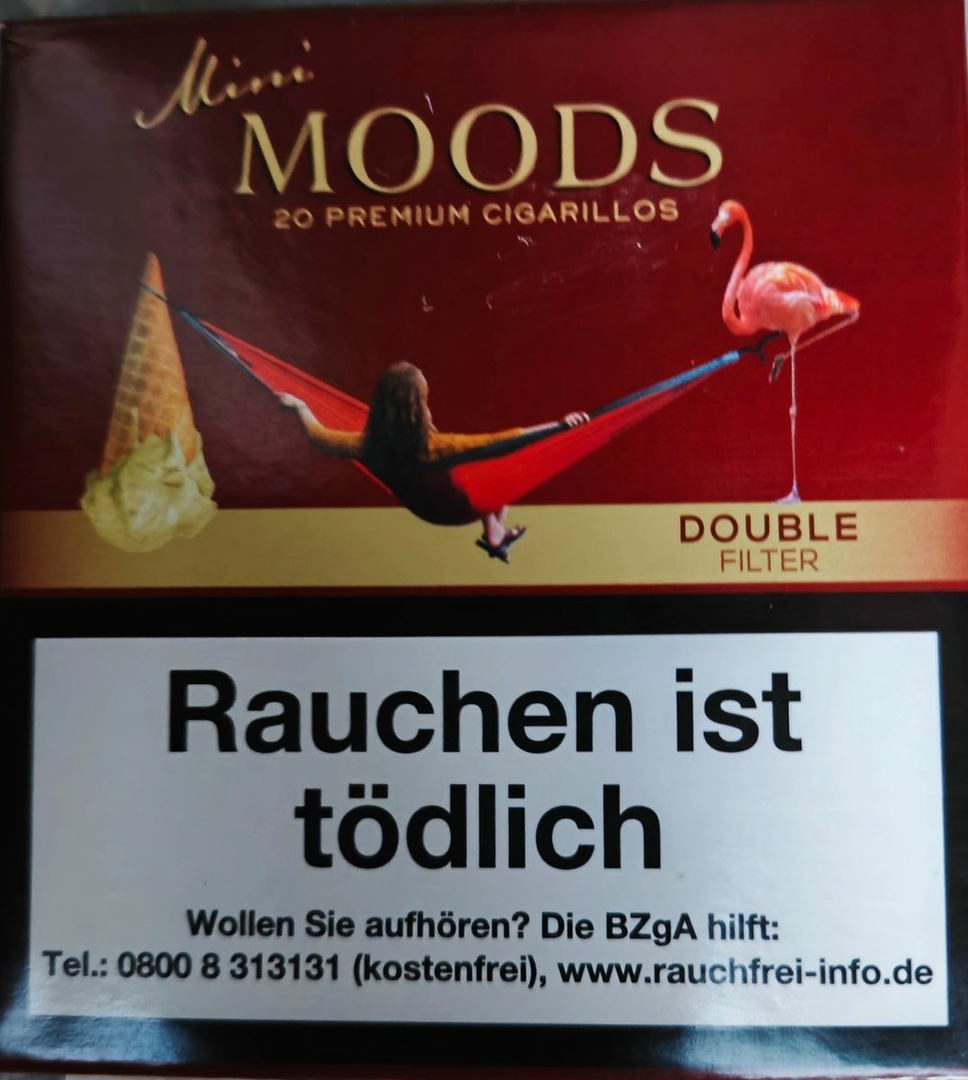 Mini
MOODS
20 PREMIUM CIGARILLOS
DOUBLE
FILTER
Rauchen ist
tödlich
Wollen Sie aufhören? Die BZgA hilft:
Tel.: 0800 8 313131 (kostenfrei), www.rauchfrei-info.de